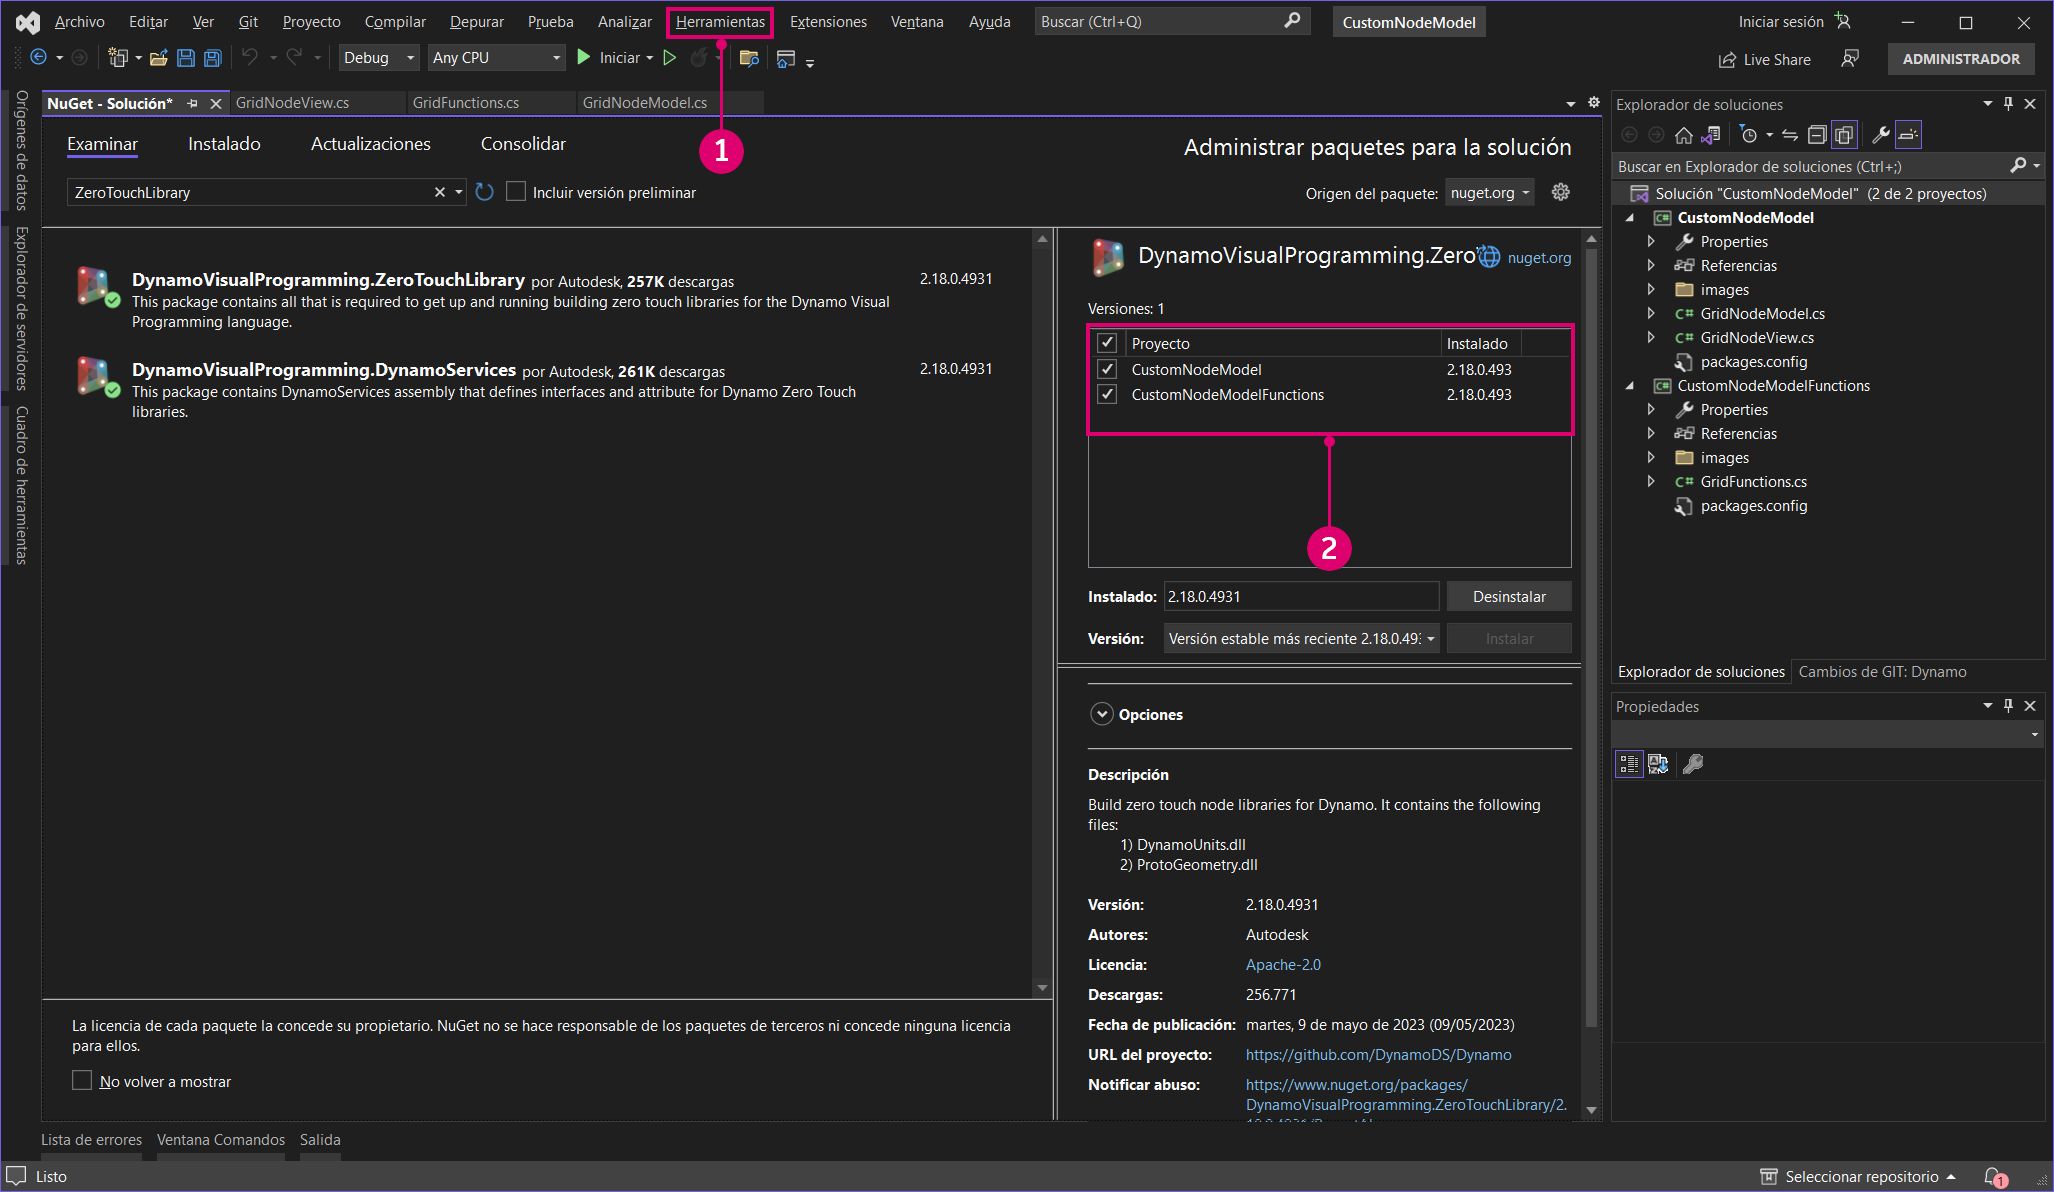 Archivo Editar Ver Git Proyecto Compilar Depurar Prueba Analizar Herramientas Extensiones Ventana Ayuda Buscar (Ctrl+Q) CustomNodeModel Iniciar sesión
Debug Any CPU Iniciar Live Share ADMINISTRADOR
1
Orígenes de datos
Explorador de servidores
Cuadro de herramientas
NuGet - Solución* GridNodeView.cs GridFunctions.cs GridNodeModel.cs
Examinar Instalado Actualizaciones Consolidar
Administrar paquetes para la solución
ZeroTouchLibrary
Incluir versión preliminar
Origen del paquete: nuget.org
DynamoVisualProgramming.ZeroTouchLibrary por Autodesk, 257K descargas 2.18.0.4931
This package contains all that is required to get up and running building zero touch libraries for the Dynamo Visual
Programming language.
DynamoVisualProgramming.DynamoServices por Autodesk, 261K descargas 2.18.0.4931
This package contains DynamoServices assembly that defines interfaces and attribute for Dynamo Zero Touch
libraries.
La licencia de cada paquete la concede su propietario. NuGet no se hace responsable de los paquetes de terceros ni concede ninguna licencia
para ellos.
No volver a mostrar
DynamoVisualProgramming.Zero nuget.org
Versiones: 1
Proyecto Instalado
CustomNodeModel 2.18.0.493
CustomNodeModelFunctions 2.18.0.493
2
Instalado: 2.18.0.4931 Desinstalar
Versión: Versión estable más reciente 2.18.0.493 Instalar
Opciones
Descripción
Build zero touch node libraries for Dynamo. It contains the following
files:
1) DynamoUnits.dll
2) ProtoGeometry.dll
Versión: 2.18.0.4931
Autores: Autodesk
Licencia: Apache-2.0
Descargas: 256.771
Fecha de publicación: martes, 9 de mayo de 2023 (09/05/2023)
URL del proyecto: https://github.com/DynamoDS/Dynamo
Notificar abuso: https://www.nuget.org/packages/
DynamoVisualProgramming.ZeroTouchLibrary/2.
Explorador de soluciones
Buscar en Explorador de soluciones (Ctrl+;)
Solución "CustomNodeModel" (2 de 2 proyectos)
C# CustomNodeModel
Properties
Referencias
images
C# GridNodeModel.cs
C# GridNodeView.cs
packages.config
C# CustomNodeModelFunctions
Properties
Referencias
images
C# GridFunctions.cs
packages.config
Explorador de soluciones Cambios de GIT: Dynamo
Propiedades
Lista de errores Ventana Comandos Salida
Listo
Seleccionar repositorio 1